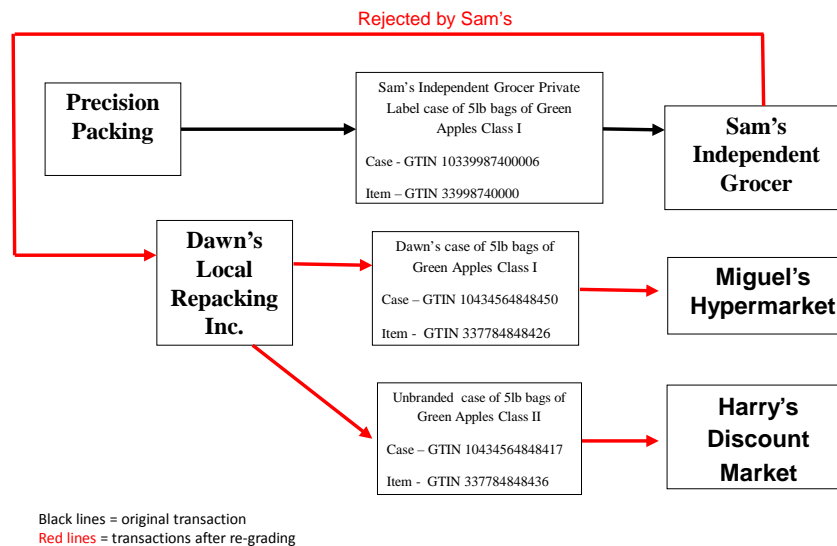 Rejected by Sam's
Precision
Packing
Sam's Independent Grocer Private
Label case of 5lb bags of Green
Apples Class I
Case - GTIN 10339987400006
Item – GTIN 33998740000
Sam's
Independent
Grocer
Dawn's
Local
Repacking
Inc.
Dawn's case of 5lb bags of
Green Apples Class I
Case – GTIN 10434564848450
Item - GTIN 337784848426
Miguel's
Hypermarket
Unbranded case of 5lb bags of
Green Apples Class II
Case – GTIN 10434564848417
Item - GTIN 337784848436
Harry's
Discount
Market
Black lines = original transaction
Red lines = transactions after re-grading